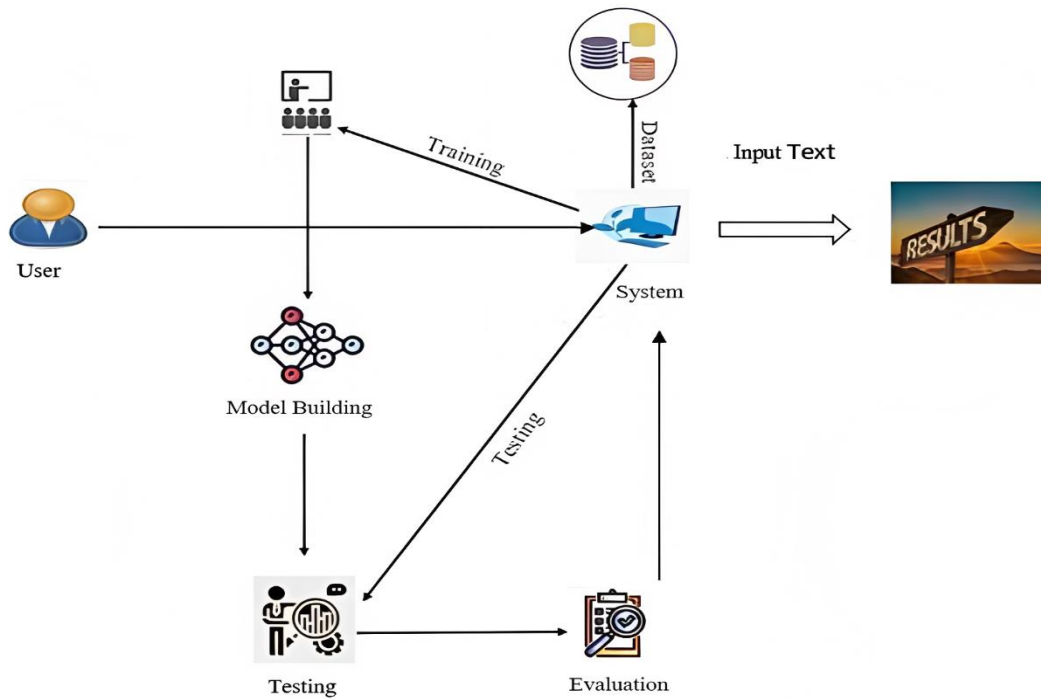 Dataset
Training
. Input Text
RESULTS
User
System
Model Building
Testing
Testing
Evaluation